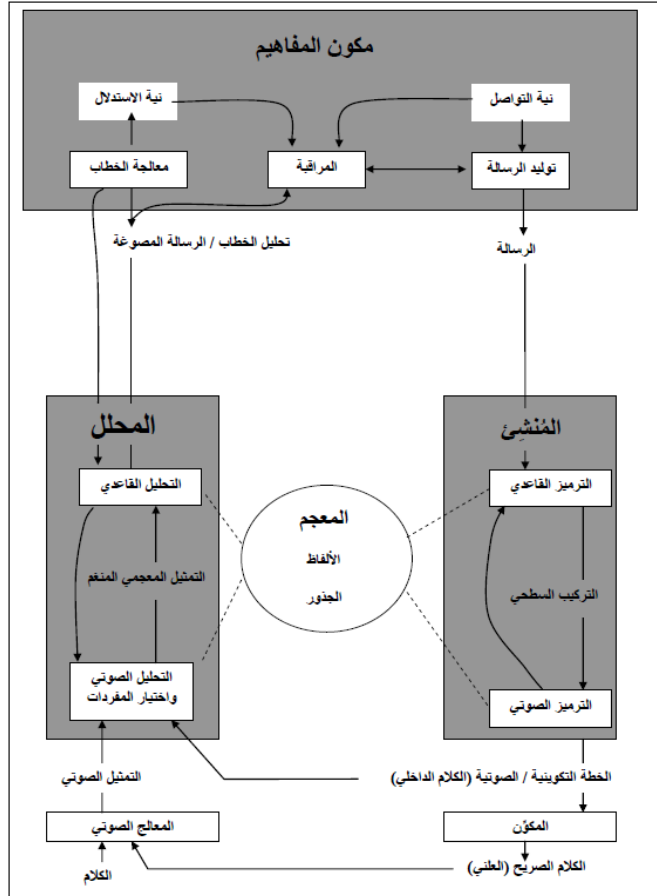 مكون المفاهيم
نية التواصل
نية الاستدلال
توليد الرسالة
المراقبة
معالجة الخطاب
الرسالة
تحليل الخطاب / الرسالة المصوغة
المُنشِئ
المحلل
الترميز القاعدي
التحليل القاعدي
المعجم
الألفاظ
الجذور
التركيب السطحي
التمثيل المعجمي المنغم
الترميز الصوتي
التحليل الصوتي
واختيار المفردات
الخطة التكوينية / الصوتية (الكلام الداخلي)
التمثيل الصوتي
المكوِّن
المعالج الصوتي
الكلام الصريح (العلني)
الكلام